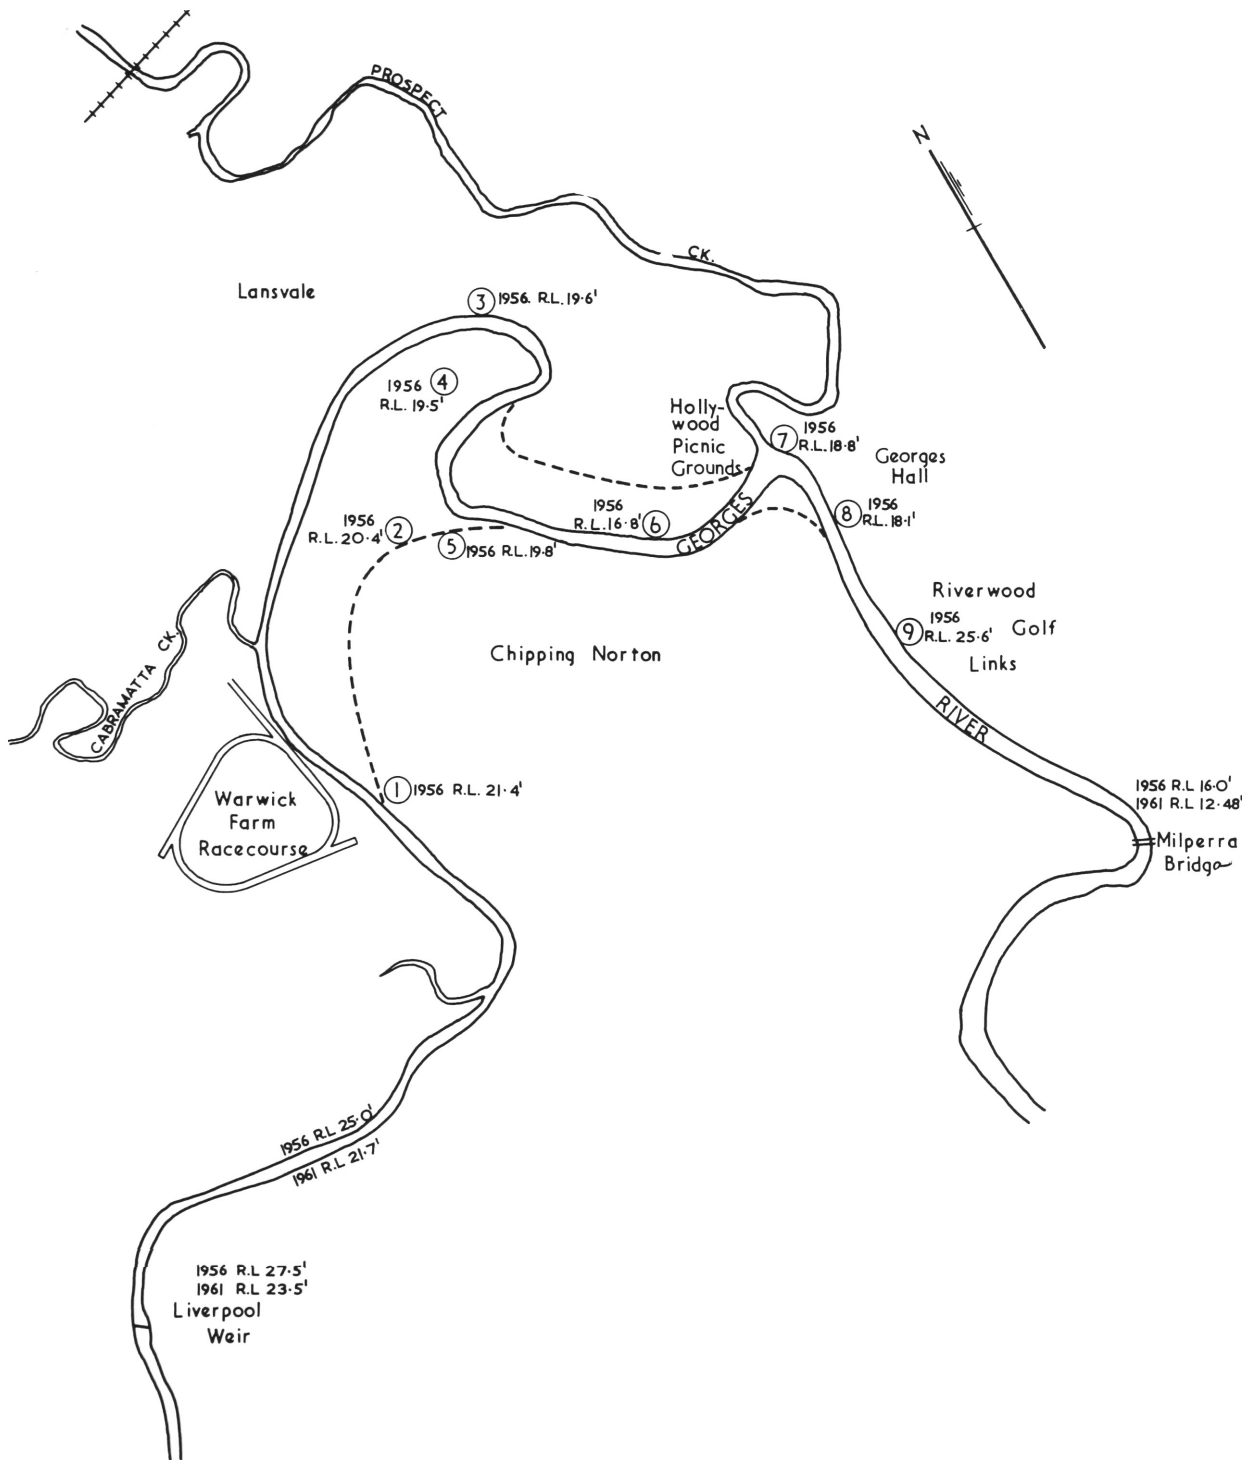 PROSPECT
N
CK.
Lansvale
3 1956. R.L. 19·6'
1956 4
R.L. 19·5'
Holly-
wood
Picnic
Grounds
1956
7 R.L. 18·8'
Georges
Hall
1956
R.L. 20·4' 2
5 1956 R.L. 19·8'
1956
R.L. 16·8' 6
GEORGES
8 1956
R.L. 18·1'
Riverwood
Golf
Links
1956
9 R.L. 25·6'
Chipping Norton
CABRAMATTA CK.
RIVER
1 1956 R.L. 21·4'
Warwick
Farm
Racecourse
1956 R.L 16·0'
1961 R.L 12·48'
Milperra
Bridge
1956 R.L 25·0'
1961 R.L 21·7'
1956 R.L 27·5'
1961 R.L 23·5'
Liverpool
Weir